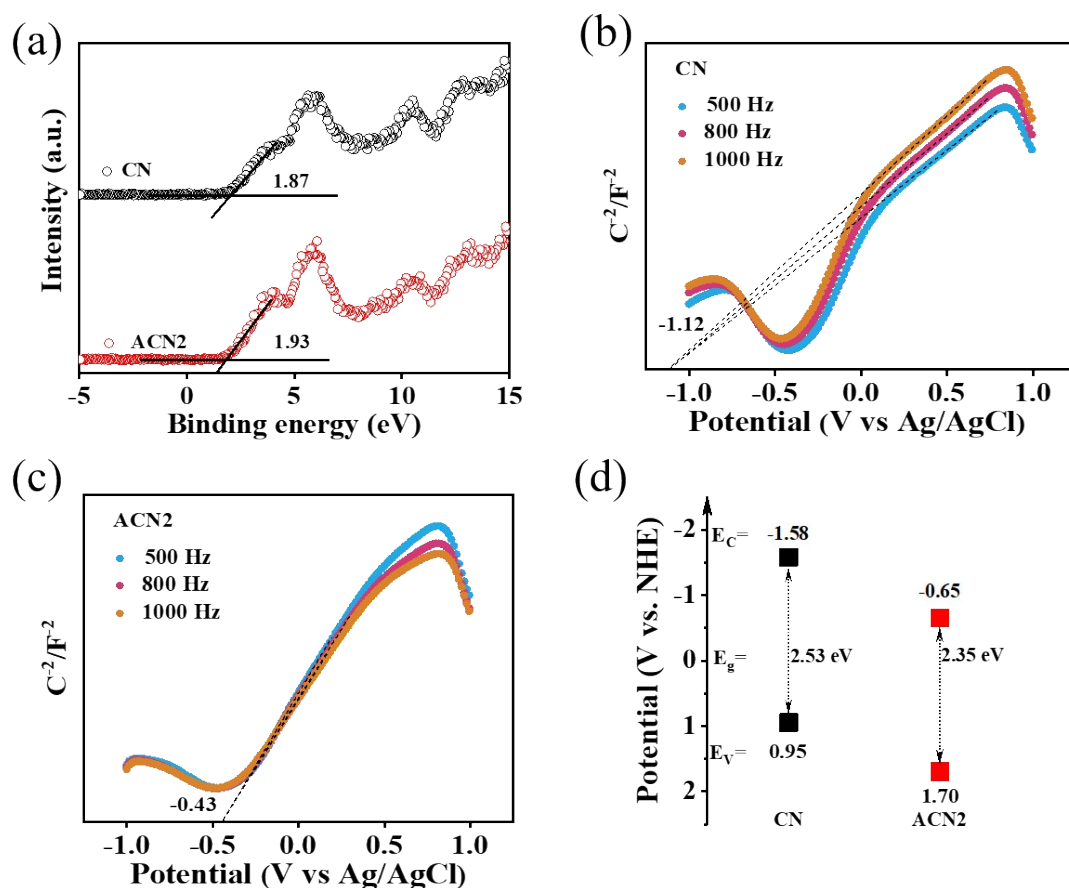 (a)
Intensity (a.u.)
CN
1.87
ACN2
1.93
-5 0 5 10 15
Binding energy (eV)
(b)
CN
500 Hz
800 Hz
1000 Hz
C⁻²/F⁻²
-1.12
-1.0 -0.5 0.0 0.5 1.0
Potential (V vs Ag/AgCl)
(c)
ACN2
500 Hz
800 Hz
1000 Hz
C⁻²/F⁻²
-0.43
-1.0 -0.5 0.0 0.5 1.0
Potential (V vs Ag/AgCl)
(d)
Potential (V vs. NHE)
-2
-1
0
1
2
E_C= -1.58
-0.65
E_g= 2.53 eV 2.35 eV
E_V= 0.95
1.70
CN ACN2